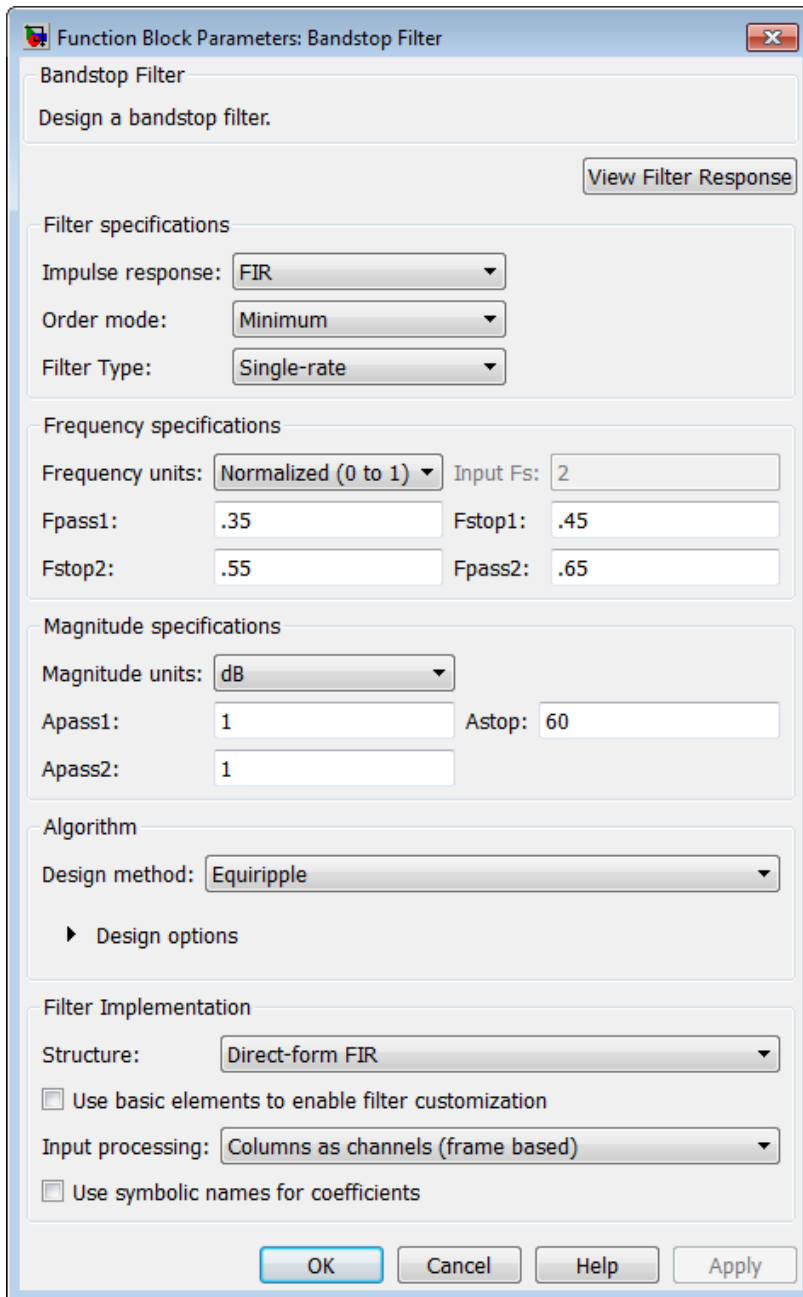 Function Block Parameters: Bandstop Filter
Bandstop Filter
Design a bandstop filter.
View Filter Response
Filter specifications
Impulse response: FIR
Order mode: Minimum
Filter Type: Single-rate
Frequency specifications
Frequency units: Normalized (0 to 1) Input Fs: 2
Fpass1: .35 Fstop1: .45
Fstop2: .55 Fpass2: .65
Magnitude specifications
Magnitude units: dB
Apass1: 1 Astop: 60
Apass2: 1
Algorithm
Design method: Equiripple
Design options
Filter Implementation
Structure: Direct-form FIR
Use basic elements to enable filter customization
Input processing: Columns as channels (frame based)
Use symbolic names for coefficients
OK Cancel Help Apply